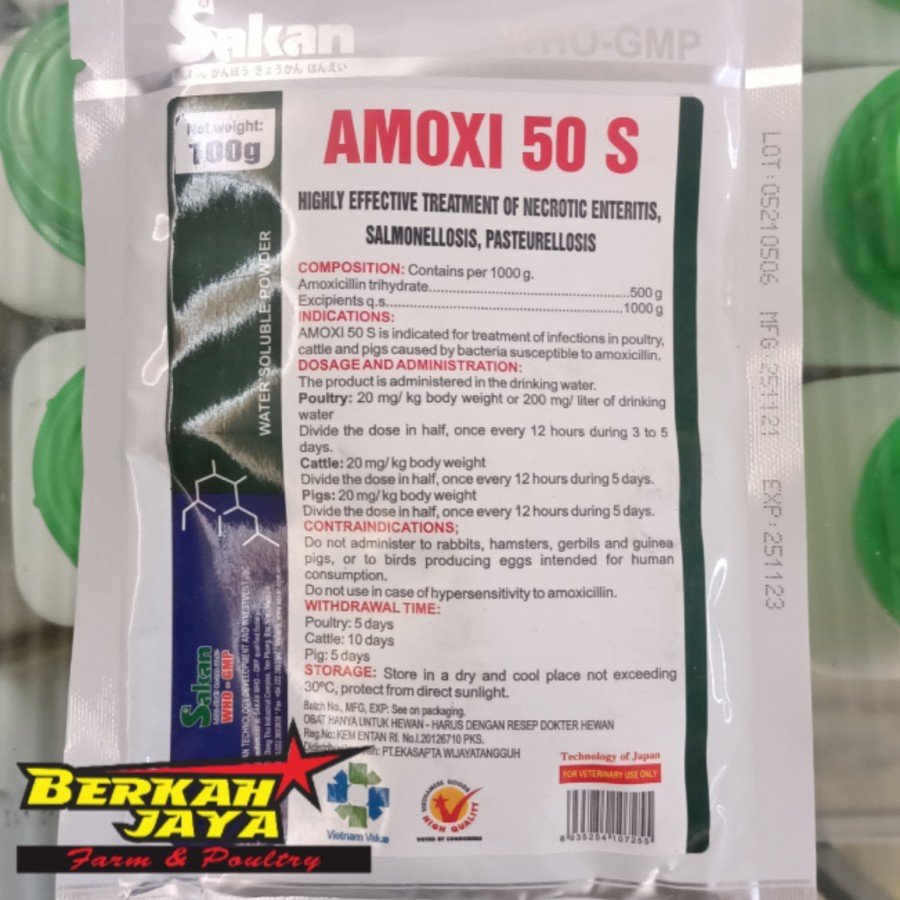 Sakan
WHO-GMP
Net weight:
100g
WATER SOLUBLE POWDER
AMOXI 50 S
HIGHLY EFFECTIVE TREATMENT OF NECROTIC ENTERITIS,
SALMONELLOSIS, PASTEURELLOSIS
COMPOSITION: Contains per 1000 g.
Amoxicillin trihydrate..........500 g
Excipients q.s..........1000 g
INDICATIONS:
AMOXI 50 S is indicated for treatment of infections in poultry,
cattle and pigs caused by bacteria susceptible to amoxicillin.
DOSAGE AND ADMINISTRATION:
The product is administered in the drinking water.
Poultry: 20 mg/ kg body weight or 200 mg/ liter of drinking
water
Divide the dose in half, once every 12 hours during 3 to 5
days.
Cattle: 20 mg/ kg body weight
Divide the dose in half, once every 12 hours during 5 days.
Pigs: 20 mg/ kg body weight
Divide the dose in half, once every 12 hours during 5 days.
CONTRAINDICATIONS;
Do not administer to rabbits, hamsters, gerbils and guinea
pigs, or to birds producing eggs intended for human
consumption.
Do not use in case of hypersensitivity to amoxicillin.
WITHDRAWAL TIME:
Poultry: 5 days
Cattle: 10 days
Pig: 5 days
STORAGE: Store in a dry and cool place not exceeding
30ºC, protect from direct sunlight.
Batch No., MFG, EXP: See on packaging.
OBAT HANYA UNTUK HEWAN - HARUS DENGAN RESEP DOKTER HEWAN
Reg.No: KEMENTAN RI. No.I.20126710 PKS.
PT.EKASAPTA WIJAYATANGGUH
Technology of Japan
FOR VETERINARY USE ONLY
8 935254 107253
Vietnam Value
VIETNAMESE GOODS
HIGH QUALITY
VOTED BY CONSUMERS
Sakan
WHO - GMP
LOT: 05210506 MFG: 251121 EXP: 251123
BERKAH
JAYA
Farm & Poultry